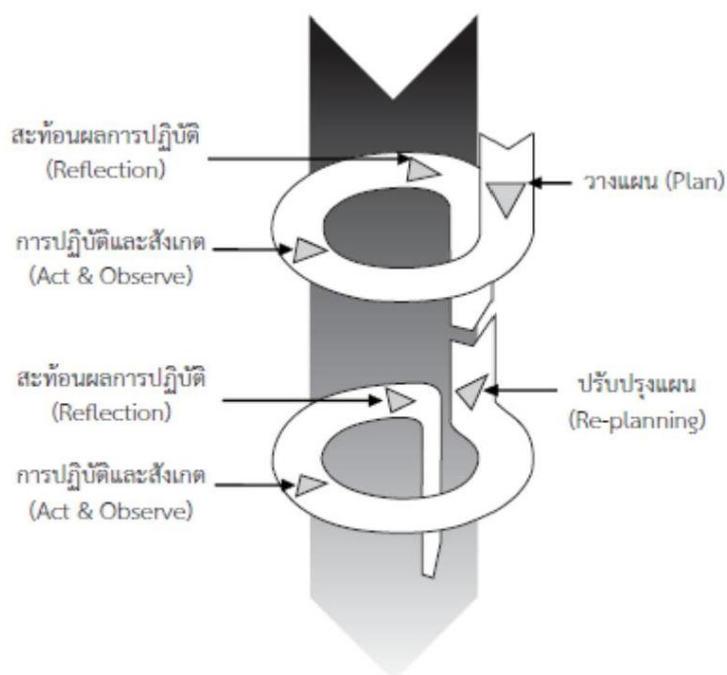 สะท้อนผลการปฏิบัติ
(Reflection)
วางแผน (Plan)
การปฏิบัติและสังเกต
(Act & Observe)
สะท้อนผลการปฏิบัติ
(Reflection)
ปรับปรุงแผน
(Re-planning)
การปฏิบัติและสังเกต
(Act & Observe)